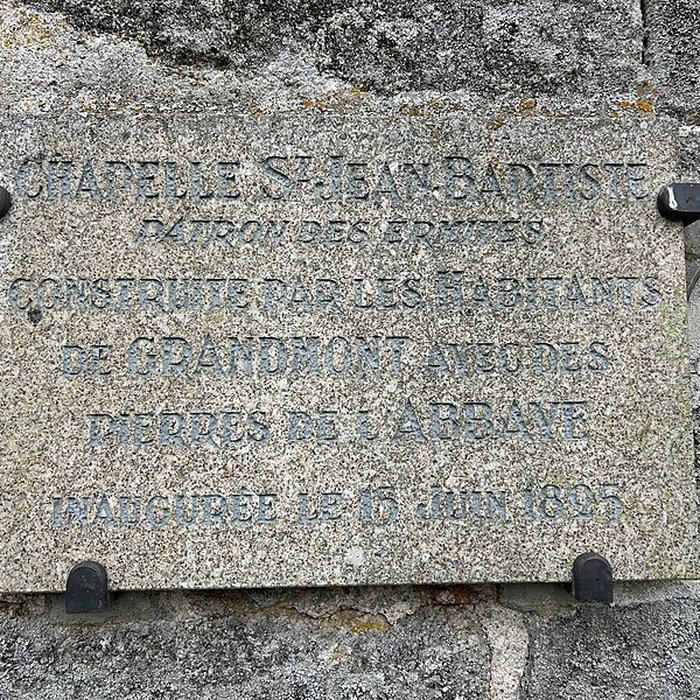 CHAPELLE ST JEAN BAPTISTE
PATRON DES ERMITES
CONSTRUITE PAR LES HABITANTS
DE GRANDMONT AVEC DES
PIERRES DE L'ABBAYE
INAUGURÉE LE 15 JUIN 1825